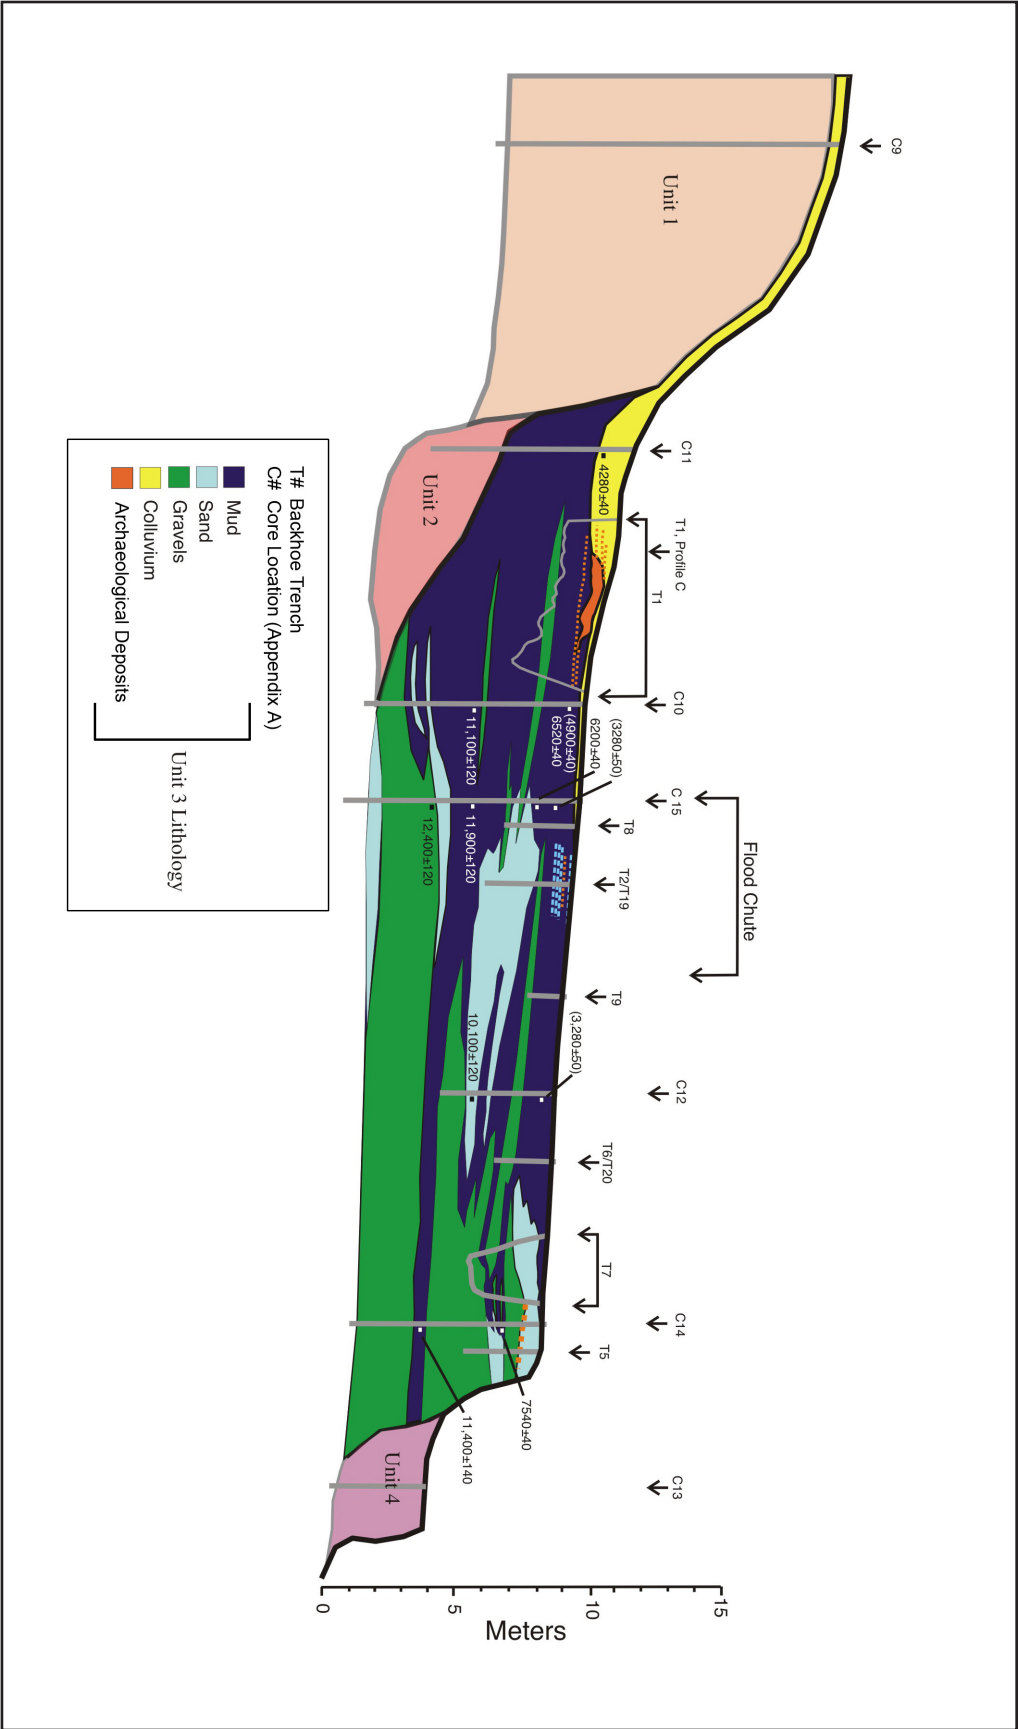 C9
C11
T1, Profile C
T1
C10
C 15
T8
Flood Chute
T2/T19
T9
C12
T6/T20
T7
C14
T5
C13
Unit 1
4280±40
(4900±40)
6520±40
(3280±50)
6200±40
(3,280±50)
Unit 2
11,100±120
11,900±120
12,400±120
10,100±120
7540±40
11,400±140
Unit 4
15
10
5
0
Meters
T# Backhoe Trench
C# Core Location (Appendix A)
Mud
Sand
Gravels
Colluvium
Archaeological Deposits
Unit 3 Lithology